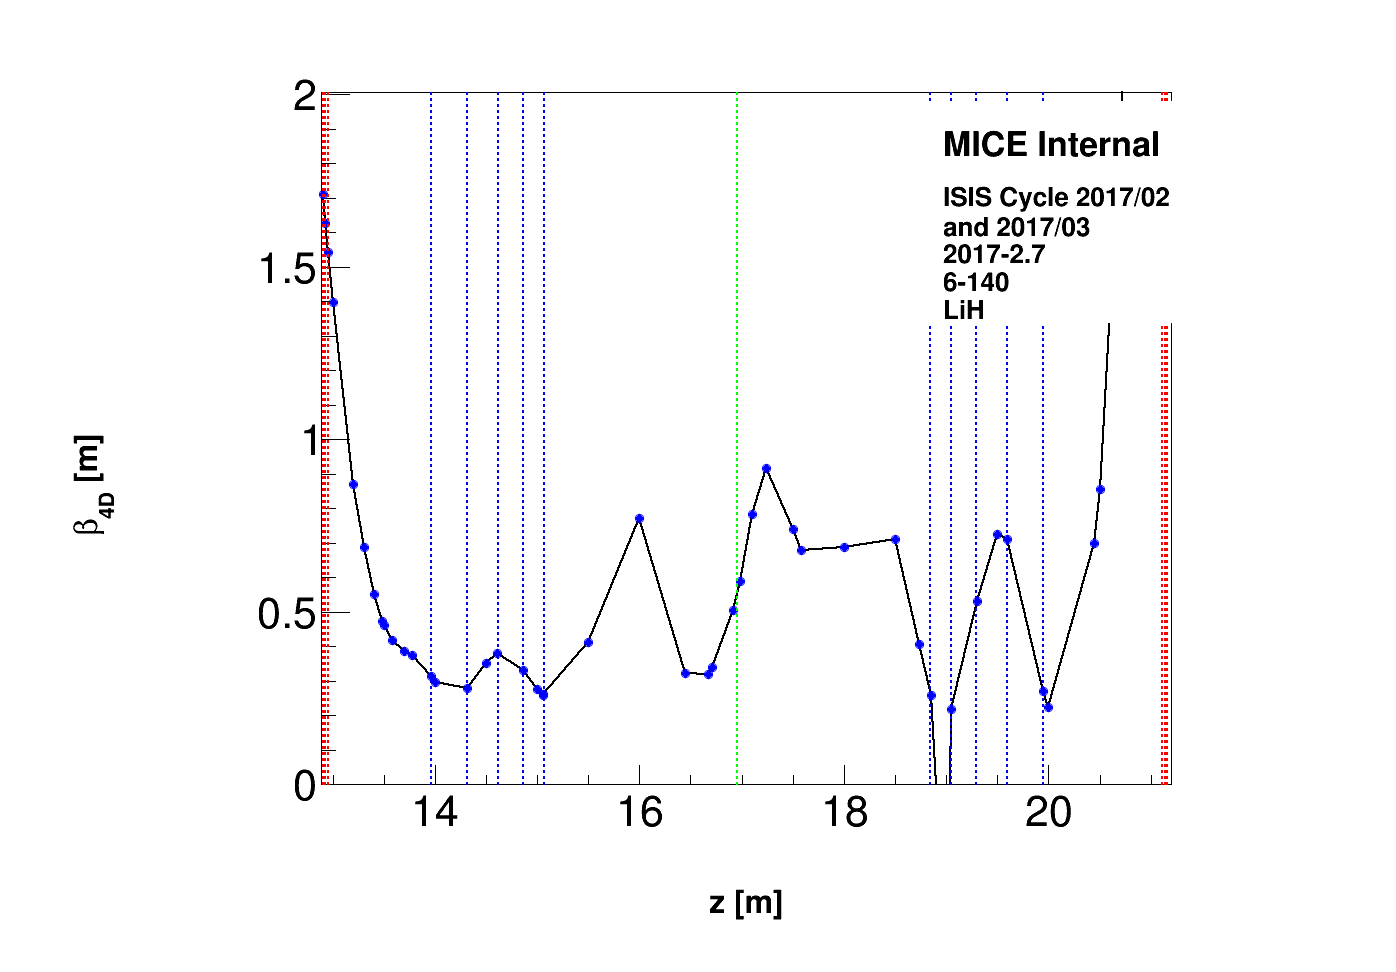 2
1.5
1
0.5
0
14 16 18 20
β4D [m]
z [m]
MICE Internal
ISIS Cycle 2017/02
and 2017/03
2017-2.7
6-140
LiH